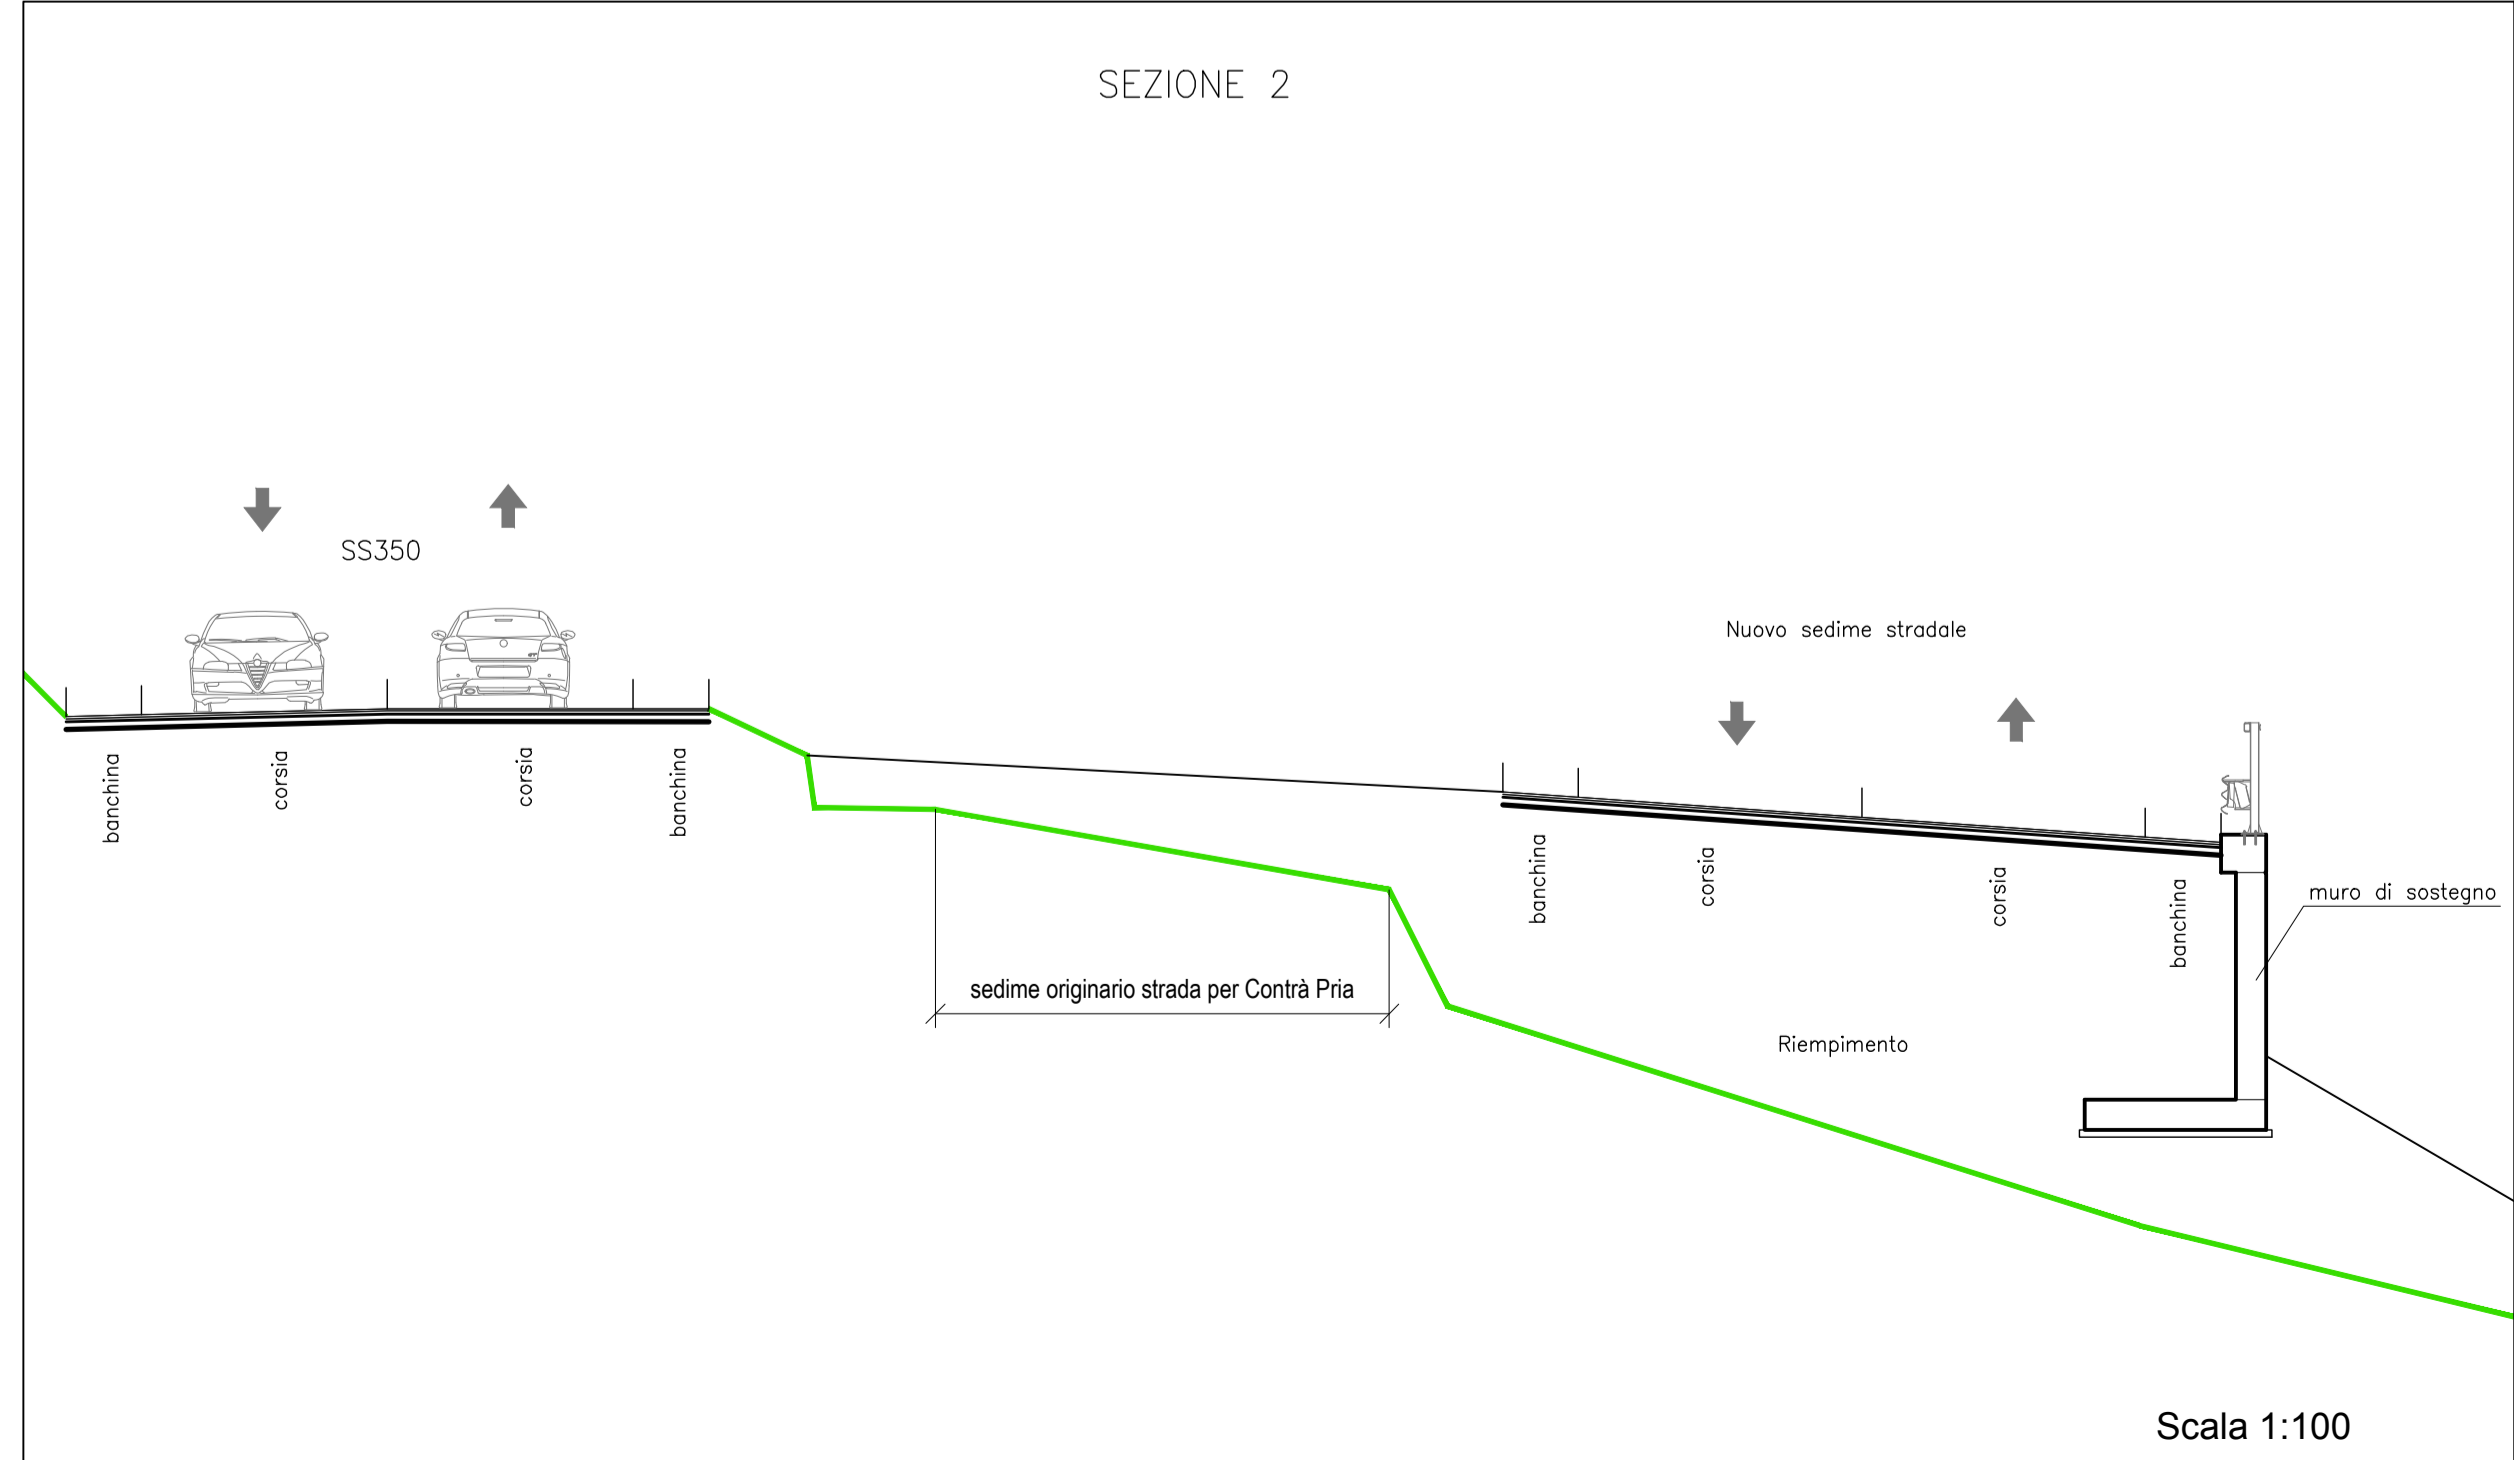 SEZIONE 2
SS350
Nuovo sedime stradale
banchina
corsia
corsia
banchina
banchina
corsia
corsia
banchina
muro di sostegno
sedime originario strada per Contrà Pria
Riempimento
Scala 1:100